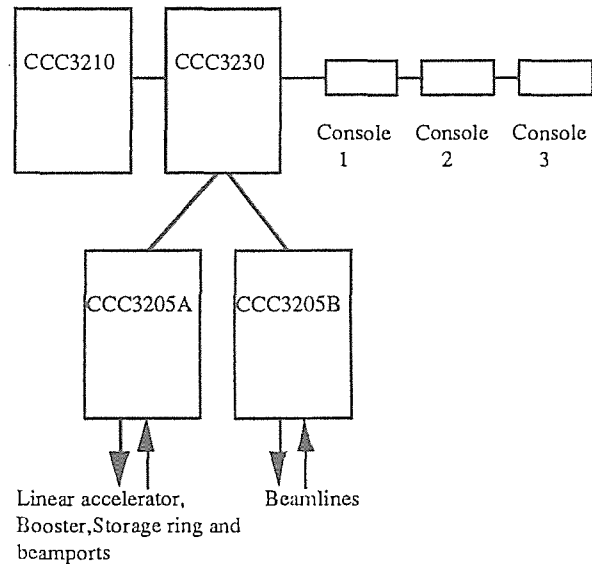 CCC3210
CCC3230
Console
1
Console
2
Console
3
CCC3205A
CCC3205B
Linear accelerator,
Booster,Storage ring and
beamports
Beamlines